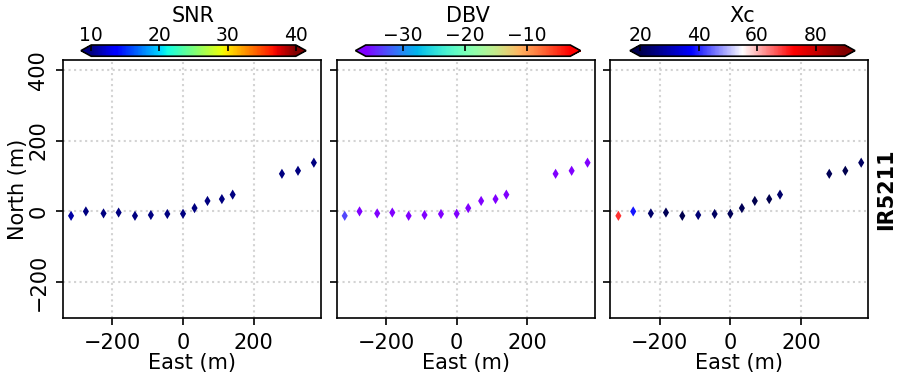 SNR DBV Xc
10 20 30 40 −30 −20 −10 20 40 60 80
400
200
0
−200
North (m)
IR5211
−200 0 200 −200 0 200 −200 0 200
East (m) East (m) East (m)